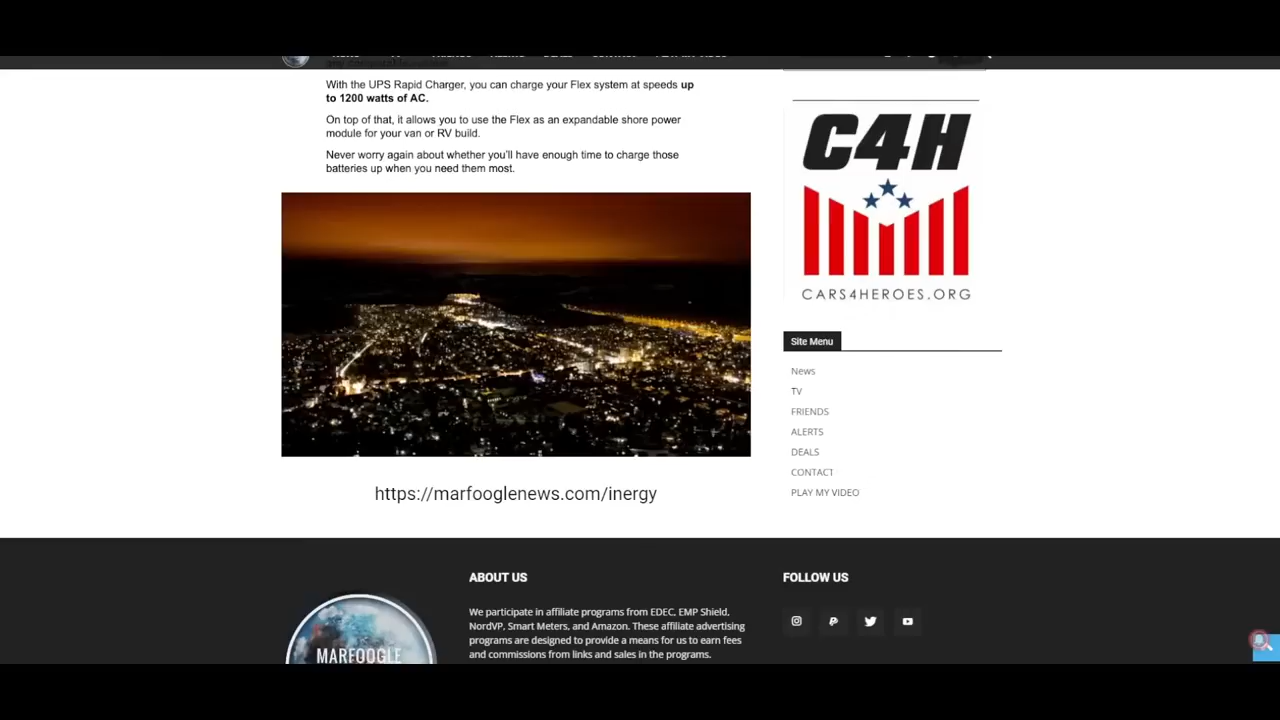 With the UPS Rapid Charger, you can charge your Flex system at speeds up
to 1200 watts of AC.
On top of that, it allows you to use the Flex as an expandable shore power
module for your van or RV build.
Never worry again about whether you'll have enough time to charge those
batteries up when you need them most.
https://marfooglenews.com/inergy
C4H
CARS4HEROES.ORG
Site Menu
News
TV
FRIENDS
ALERTS
DEALS
CONTACT
PLAY MY VIDEO
MARFOOGLE
ABOUT US
We participate in affiliate programs from EDEC, EMP Shield,
NordVP, Smart Meters, and Amazon. These affiliate advertising
programs are designed to provide a means for us to earn fees
and commissions from links and sales in the programs.
FOLLOW US